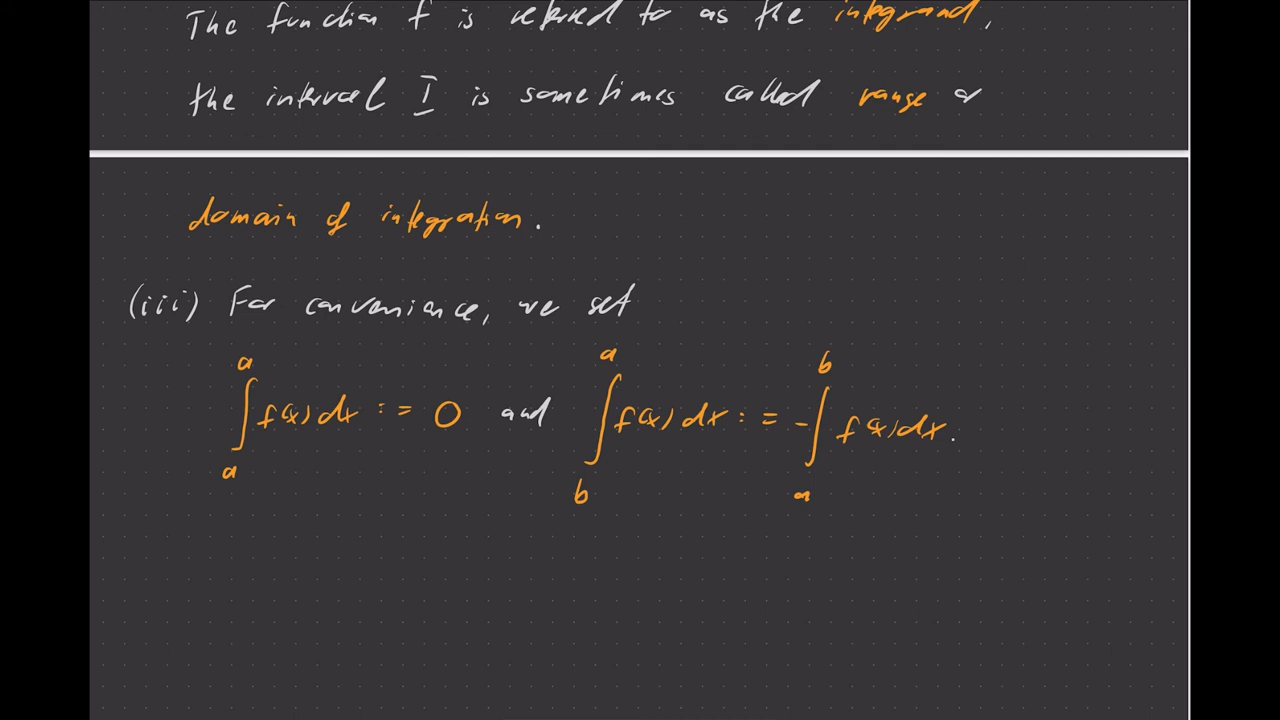 The function f is referred to as the integrand,
the interval I is sometimes called range or
domain of integration.
(iii) For convenience, we set
∫_a^a f(x) dx := 0 and ∫_b^a f(x) dx := -∫_a^b f(x) dx.